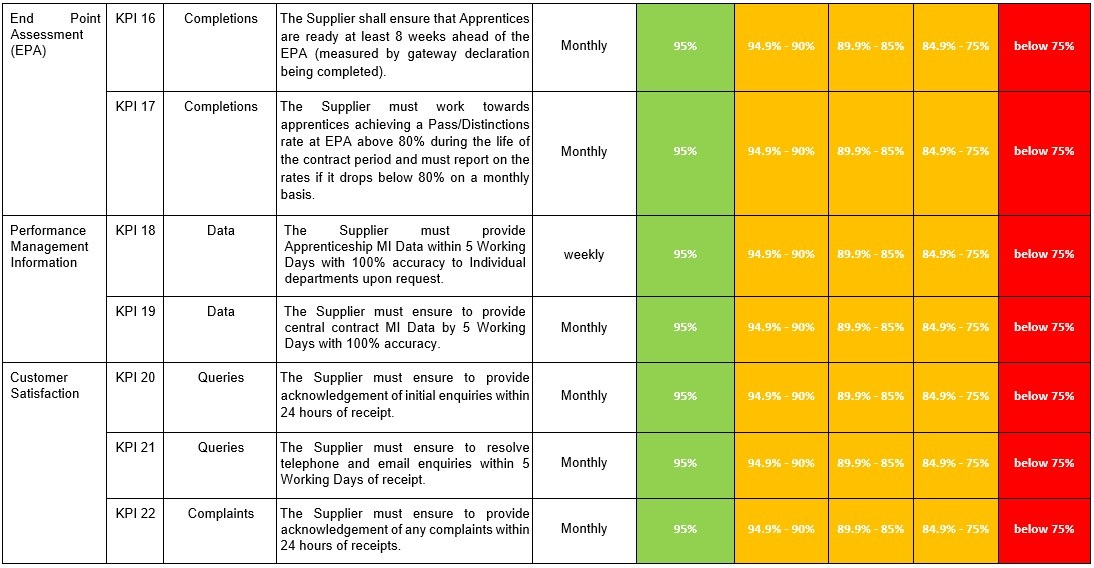 End Point Assessment (EPA)
KPI 16
Completions
The Supplier shall ensure that Apprentices
are ready at least 8 weeks ahead of the
EPA (measured by gateway declaration
being completed).
Monthly
95%
94.9% - 90%
89.9% - 85%
84.9% - 75%
below 75%
KPI 17
Completions
The Supplier must work towards
apprentices achieving a Pass/Distinctions
rate at EPA above 80% during the life of
the contract period and must report on the
rates if it drops below 80% on a monthly
basis.
Monthly
95%
94.9% - 90%
89.9% - 85%
84.9% - 75%
below 75%
Performance
Management
Information
KPI 18
Data
The Supplier must provide
Apprenticeship MI Data within 5 Working
Days with 100% accuracy to Individual
departments upon request.
weekly
95%
94.9% - 90%
89.9% - 85%
84.9% - 75%
below 75%
KPI 19
Data
The Supplier must ensure to provide
central contract MI Data by 5 Working
Days with 100% accuracy.
Monthly
95%
94.9% - 90%
89.9% - 85%
84.9% - 75%
below 75%
Customer
Satisfaction
KPI 20
Queries
The Supplier must ensure to provide
acknowledgement of initial enquiries within
24 hours of receipt.
Monthly
95%
94.9% - 90%
89.9% - 85%
84.9% - 75%
below 75%
KPI 21
Queries
The Supplier must ensure to resolve
telephone and email enquiries within 5
Working Days of receipt.
Monthly
95%
94.9% - 90%
89.9% - 85%
84.9% - 75%
below 75%
KPI 22
Complaints
The Supplier must ensure to provide
acknowledgement of any complaints within
24 hours of receipts.
Monthly
95%
94.9% - 90%
89.9% - 85%
84.9% - 75%
below 75%